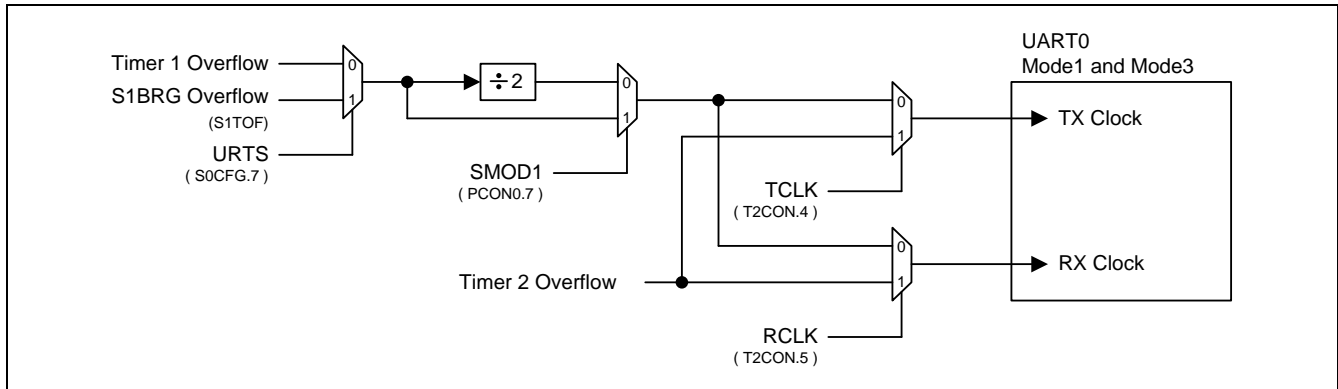 UART0
Mode1 and Mode3
Timer 1 Overflow
0
÷ 2
0
0
S1BRG Overflow
1
1
TX Clock
(S1TOF)
1
URTS
( S0CFG.7 )
SMOD1
( PCON0.7 )
TCLK
( T2CON.4 )
0
RX Clock
Timer 2 Overflow
1
RCLK
( T2CON.5 )